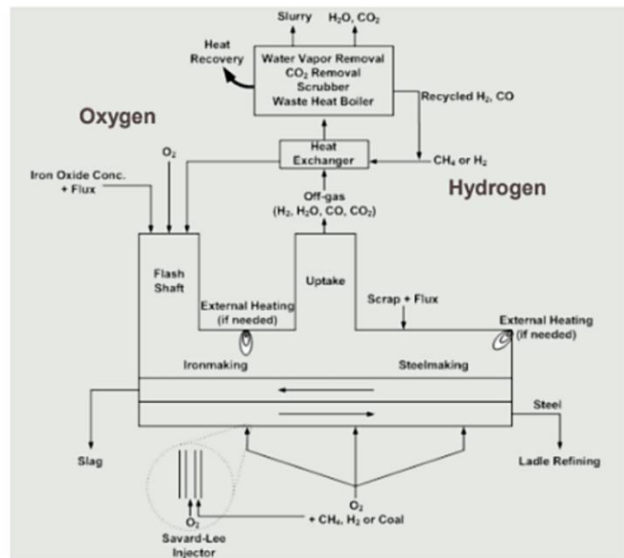 Slurry
H₂O, CO₂
Heat
Recovery
Water Vapor Removal
CO₂ Removal
Scrubber
Waste Heat Boiler
Recycled H₂, CO
Oxygen
O₂
Heat
Exchanger
CH₄ or H₂
Iron Oxide Conc.
+ Flux
Hydrogen
Off-gas
(H₂, H₂O, CO, CO₂)
Flash
Shaft
Uptake
External Heating
(if needed)
Scrap + Flux
External Heating
(if needed)
Ironmaking
Steelmaking
Steel
Slag
Ladle Refining
O₂
+ CH₄, H₂ or Coal
O₂
Savard-Lee
Injector